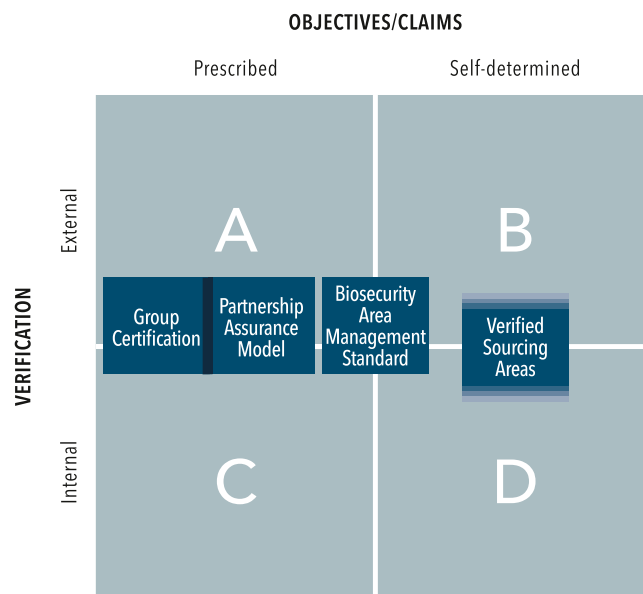 OBJECTIVES/CLAIMS
Prescribed
Self-determined
VERIFICATION
External
Internal
A
B
Group
Certification
Partnership
Assurance
Model
Biosecurity
Area
Management
Standard
Verified
Sourcing
Areas
C
D